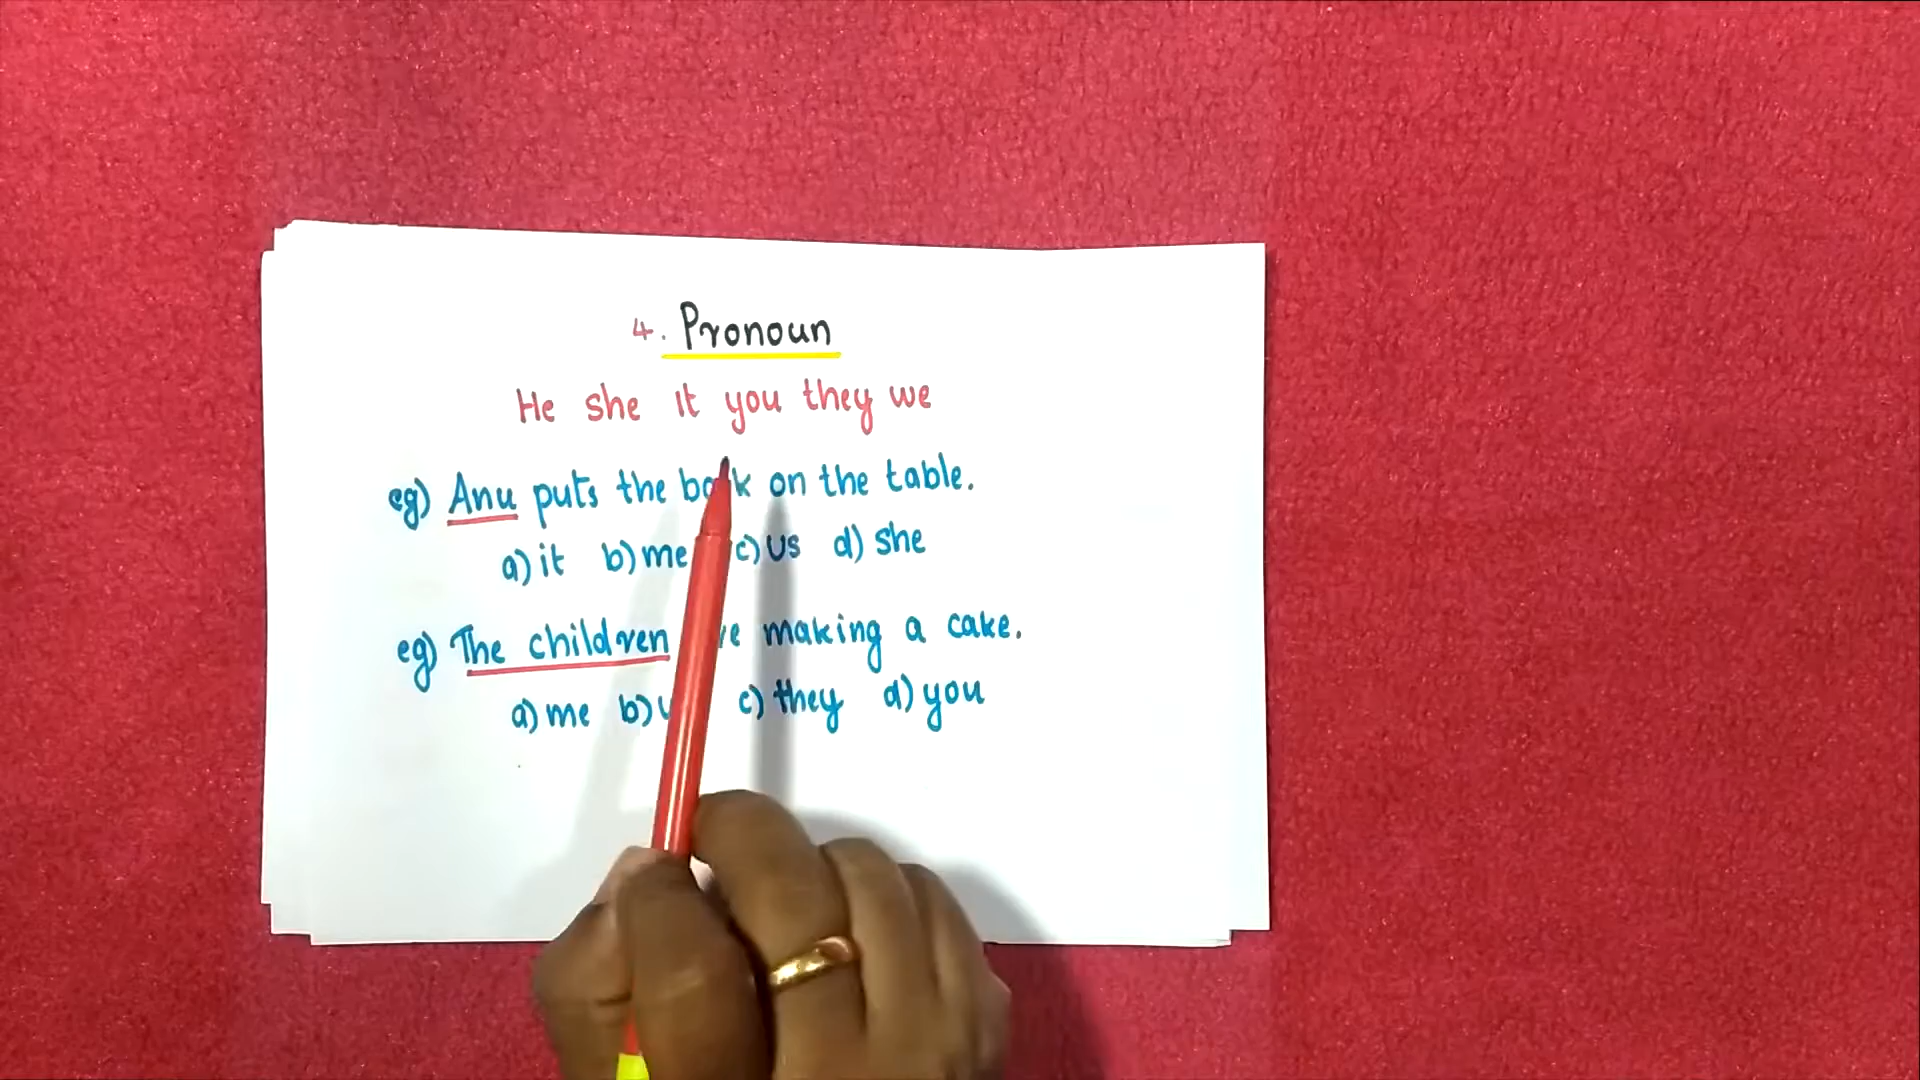 4. Pronoun
He she it you they we
eg) Anu puts the book on the table.
a) it b) me c) us d) she
eg) The children making a cake.
a) me b) c) they d) you